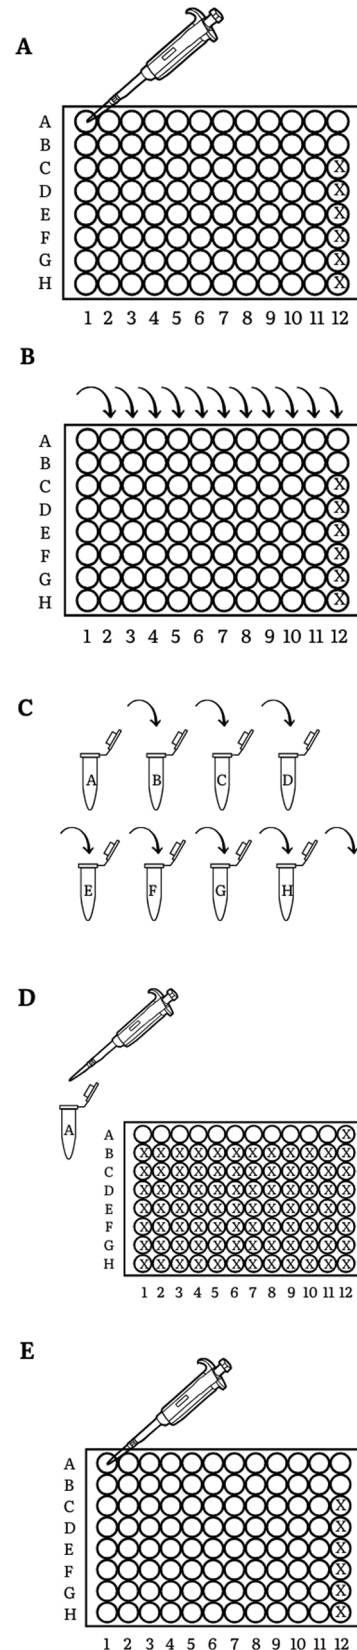 A
A
B
C X
D X
E X
F X
G X
H X
1 2 3 4 5 6 7 8 9 10 11 12
B
A
B
C X
D X
E X
F X
G X
H X
1 2 3 4 5 6 7 8 9 10 11 12
C
A B C D
E F G H
D
A
A X
B X X X X X X X X X X X X
C X X X X X X X X X X X X
D X X X X X X X X X X X X
E X X X X X X X X X X X X
F X X X X X X X X X X X X
G X X X X X X X X X X X X
H X X X X X X X X X X X X
1 2 3 4 5 6 7 8 9 10 11 12
E
A
B
C X
D X
E X
F X
G X
H X
1 2 3 4 5 6 7 8 9 10 11 12